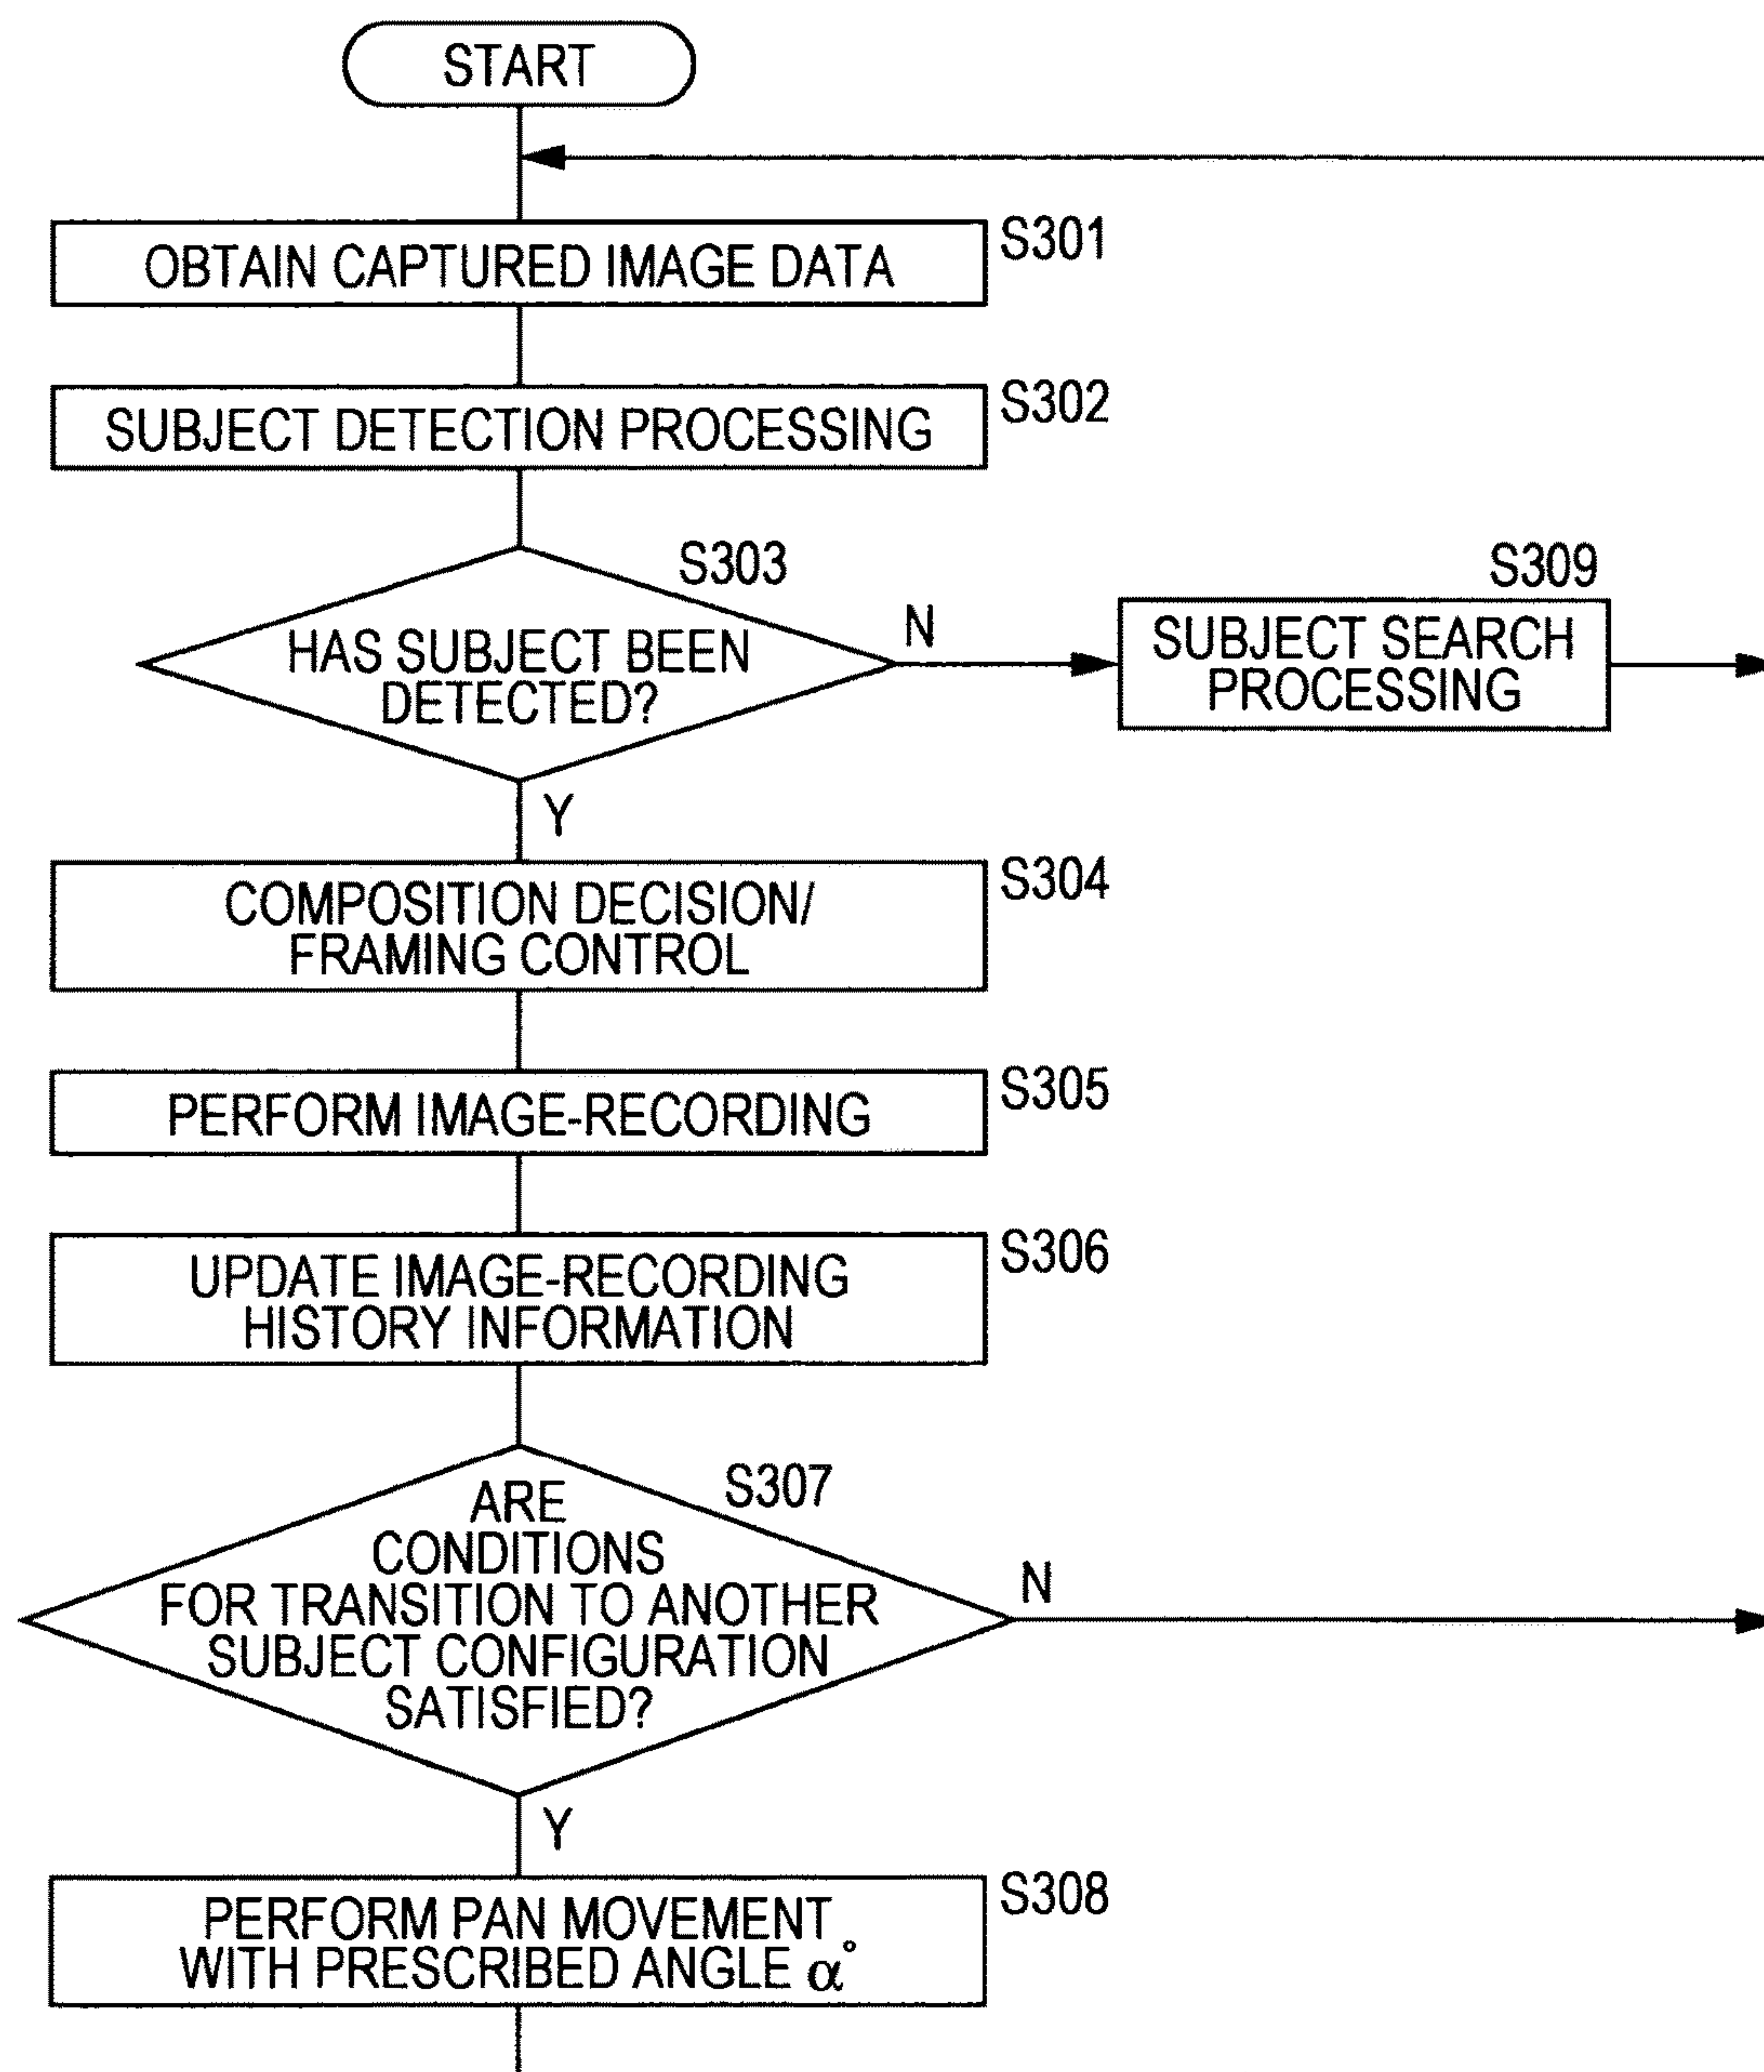 START
OBTAIN CAPTURED IMAGE DATA
S301
SUBJECT DETECTION PROCESSING
S302
S303
HAS SUBJECT BEEN
DETECTED?
N
S309
SUBJECT SEARCH
PROCESSING
Y
S304
COMPOSITION DECISION/
FRAMING CONTROL
S305
PERFORM IMAGE-RECORDING
S306
UPDATE IMAGE-RECORDING
HISTORY INFORMATION
S307
ARE
CONDITIONS
FOR TRANSITION TO ANOTHER
SUBJECT CONFIGURATION
SATISFIED?
N
Y
S308
PERFORM PAN MOVEMENT
WITH PRESCRIBED ANGLE α°